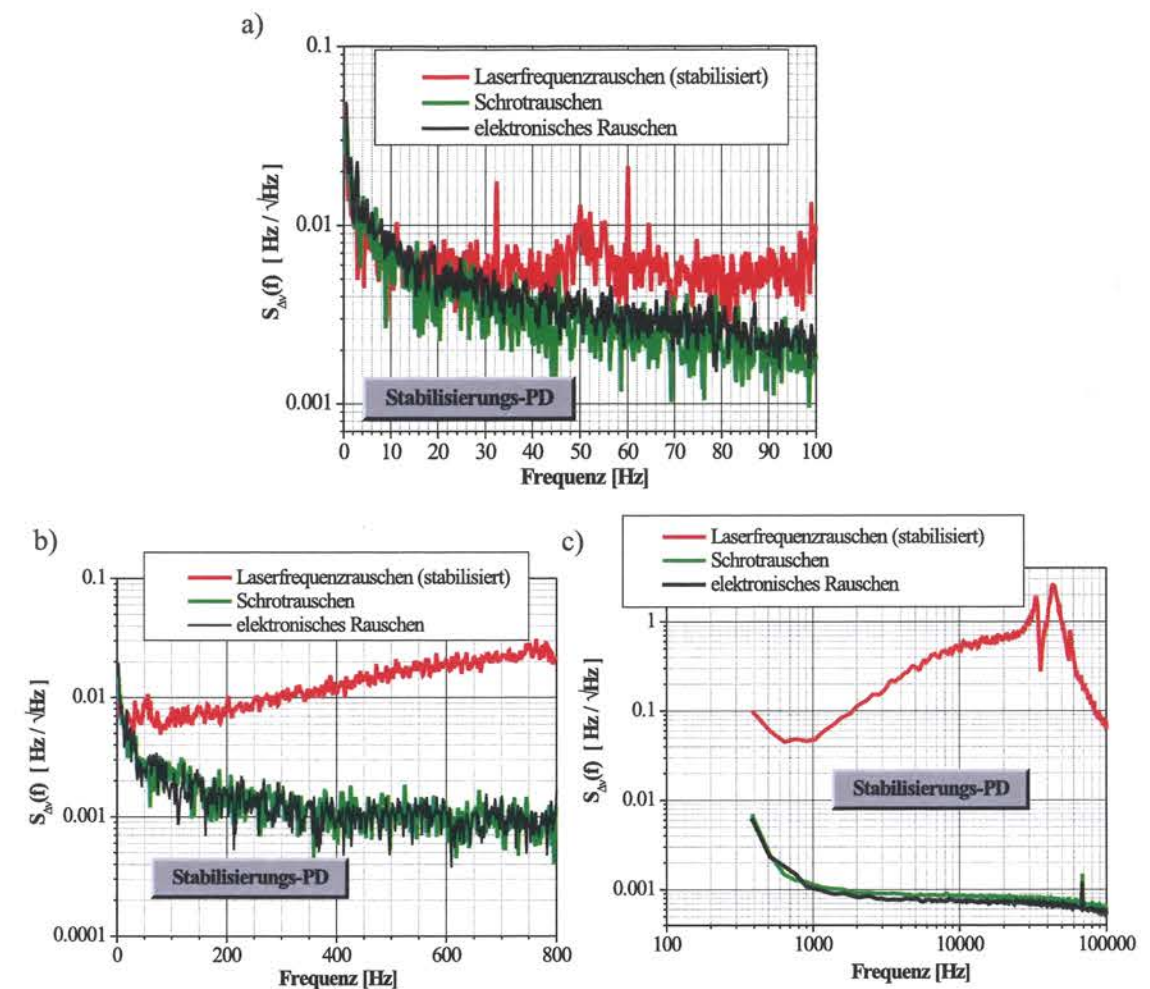 a)
0.1
Laserfrequenzrauschen (stabilisiert)
Schrotrauschen
elektronisches Rauschen
S_Δν(f) [ Hz / √Hz ]
0.01
0.001
Stabilisierungs-PD
0 10 20 30 40 50 60 70 80 90 100
Frequenz [Hz]
b)
Laserfrequenzrauschen (stabilisiert)
Schrotrauschen
elektronisches Rauschen
0.1
S_Δν(f) [ Hz / √Hz ]
0.01
0.001
Stabilisierungs-PD
0.0001
0 200 400 600 800
Frequenz [Hz]
c)
Laserfrequenzrauschen (stabilisiert)
Schrotrauschen
elektronisches Rauschen
1
S_Δν(f) [ Hz / √Hz ]
0.1
Stabilisierungs-PD
0.01
0.001
100 1000 10000 100000
Frequenz [Hz]